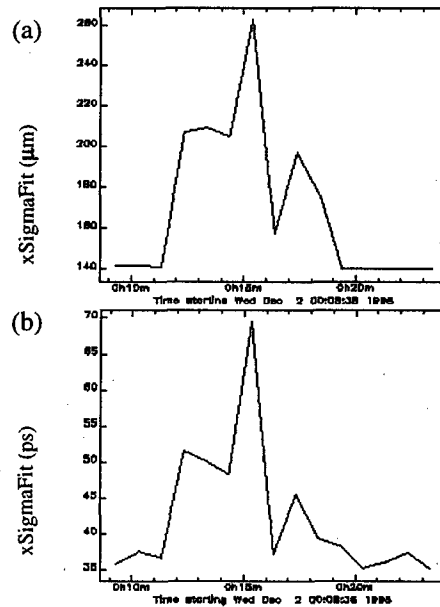 (a)
xSigmaFit (μm)
260
240
220
200
180
160
140
0h10m 0h15m 0h20m
Time starting Wed Dec 2 00:08:36 1998
(b)
xSigmaFit (ps)
70
65
60
55
50
45
40
35
0h10m 0h15m 0h20m
Time starting Wed Dec 2 00:08:36 1998